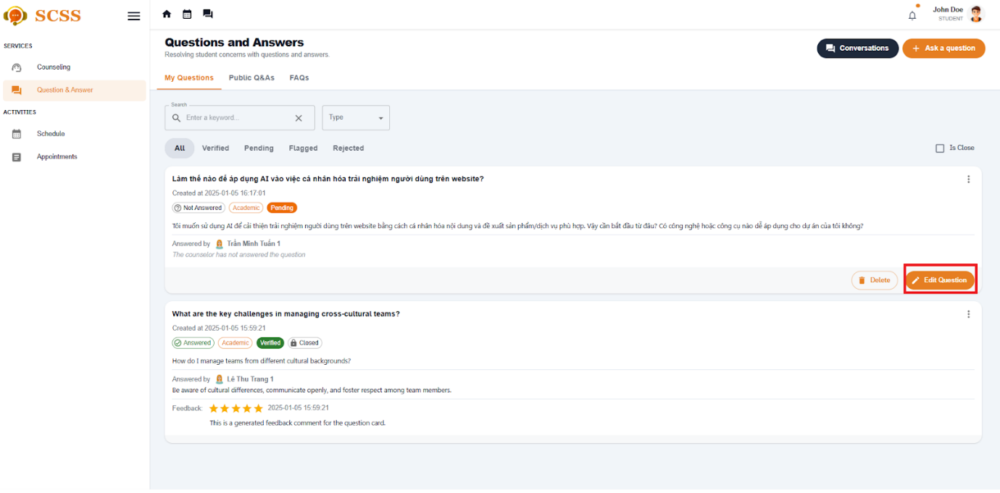 SCSS
John Doe
STUDENT
SERVICES
Counseling
Question & Answer
ACTIVITIES
Schedule
Appointments
Questions and Answers
Resolving student concerns with questions and answers.
Conversations
+ Ask a question
My Questions Public Q&As FAQs
Search
Enter a keyword...
Type
All Verified Pending Flagged Rejected
Is Close
Làm thế nào để áp dụng AI vào việc cá nhân hóa trải nghiệm người dùng trên website?
Created at 2025-01-05 16:17:01
Not Answered Academic Pending
Tôi muốn sử dụng AI để cải thiện trải nghiệm người dùng trên website bằng cách cá nhân hóa nội dung và đề xuất sản phẩm/dịch vụ phù hợp. Vậy cần bắt đầu từ đâu? Có công nghệ hoặc công cụ nào dễ áp dụng cho dự án của tôi không?
Answered by Trần Minh Tuấn 1
The counselor has not answered the question
Delete
Edit Question
What are the key challenges in managing cross-cultural teams?
Created at 2025-01-05 15:59:21
Answered Academic Verified Closed
How do I manage teams from different cultural backgrounds?
Answered by Lê Thu Trang 1
Be aware of cultural differences, communicate openly, and foster respect among team members.
Feedback: 2025-01-05 15:59:21
This is a generated feedback comment for the question card.